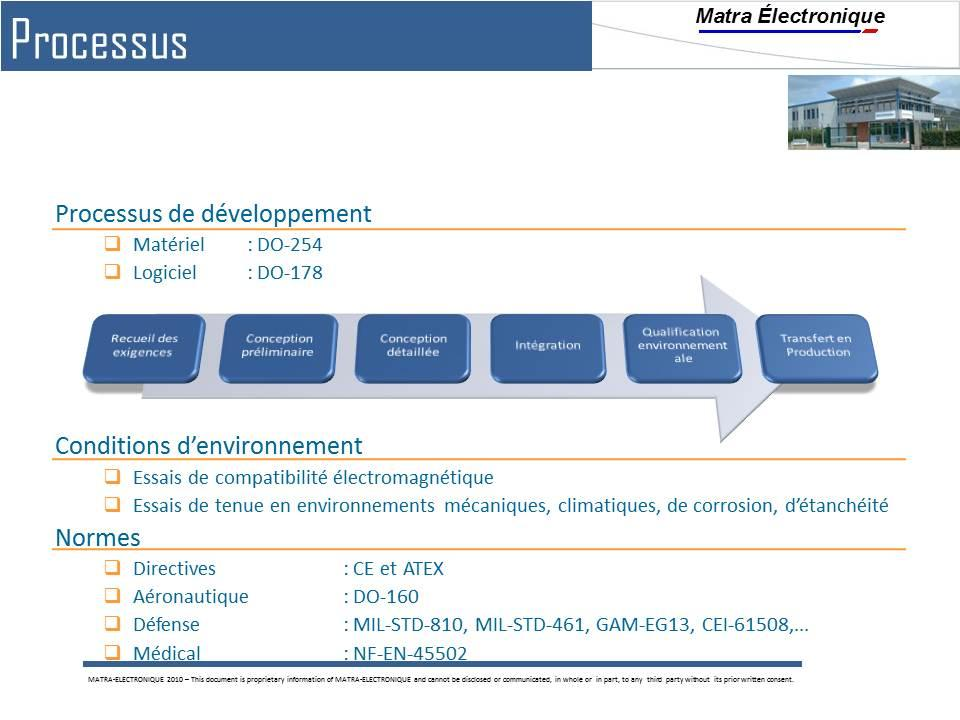 Processus
Matra Électronique
Processus de développement
Matériel : DO-254
Logiciel : DO-178
Recueil des
exigences
Conception
préliminaire
Conception
détaillée
Intégration
Qualification
environnement
ale
Transfert en
Production
Conditions d’environnement
Essais de compatibilité électromagnétique
Essais de tenue en environnements mécaniques, climatiques, de corrosion, d’étanchéité
Normes
Directives : CE et ATEX
Aéronautique : DO-160
Défense : MIL-STD-810, MIL-STD-461, GAM-EG13, CEI-61508,...
Médical : NF-EN-45502
MATRA-ELECTRONIQUE 2010 – This document is proprietary information of MATRA-ELECTRONIQUE and cannot be disclosed or communicated, in whole or in part, to any third party without its prior written consent.